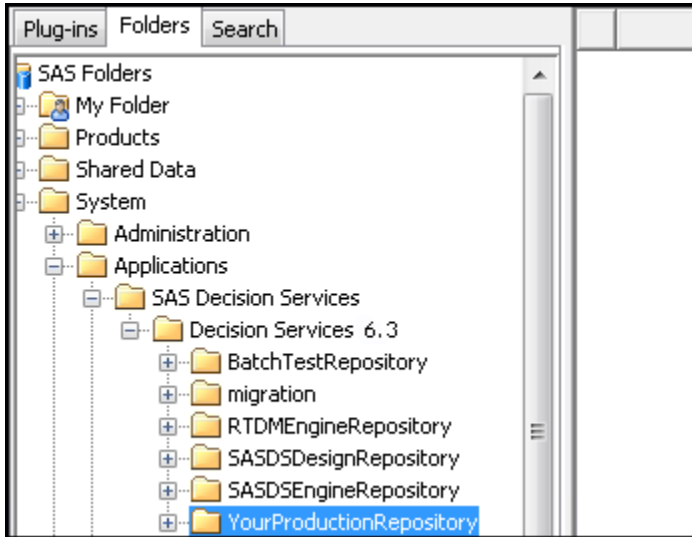 Plug-ins Folders Search
SAS Folders
My Folder
Products
Shared Data
System
Administration
Applications
SAS Decision Services
Decision Services 6.3
BatchTestRepository
migration
RTDMEngineRepository
SASDSDesignRepository
SASDSEngineRepository
YourProductionRepository